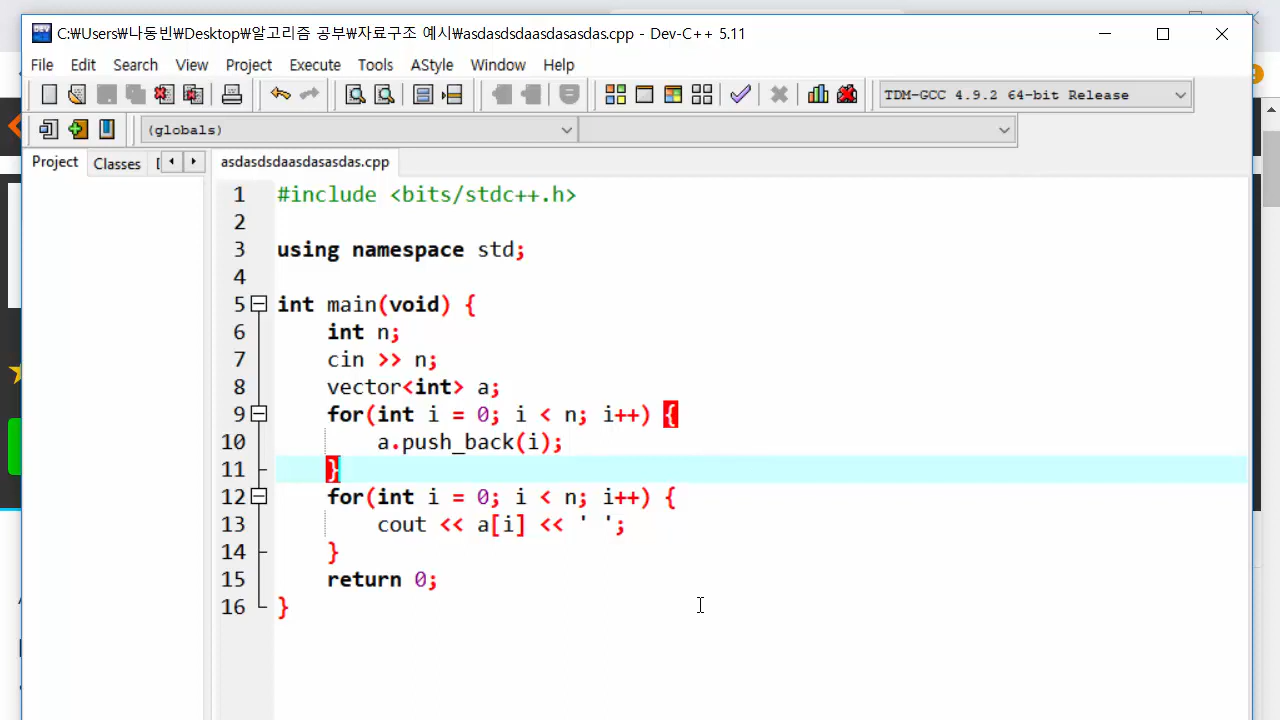 C:₩Users₩나동빈₩Desktop₩알고리즘 공부₩자료구조 예시₩asdasdsdaasdasasdas.cpp - Dev-C++ 5.11
File Edit Search View Project Execute Tools AStyle Window Help
TDM-GCC 4.9.2 64-bit Release
(globals)
Project Classes
asdasdsdaasdasasdas.cpp
1 #include <bits/stdc++.h>
2
3 using namespace std;
4
5 int main(void) {
6 int n;
7 cin >> n;
8 vector<int> a;
9 for(int i = 0; i < n; i++) {
10 a.push_back(i);
11 }
12 for(int i = 0; i < n; i++) {
13 cout << a[i] << ' ';
14 }
15 return 0;
16 }